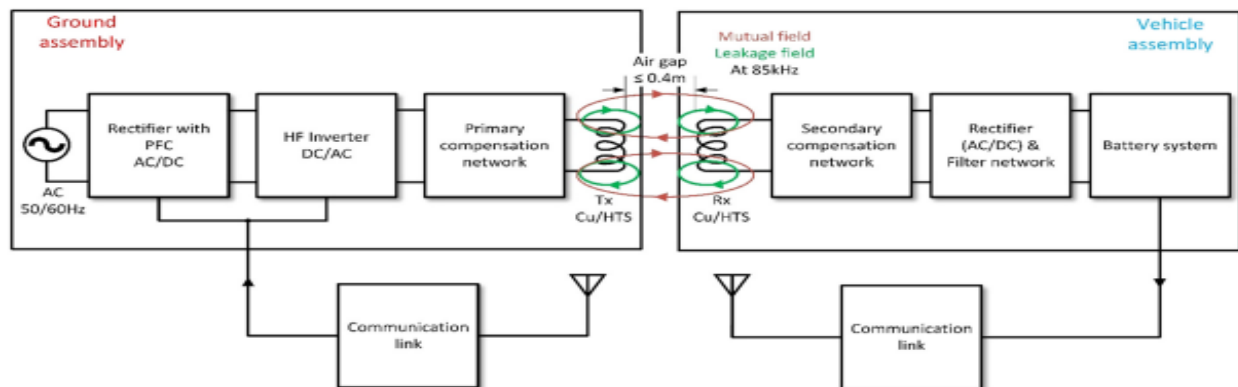 Ground
assembly
Vehicle
assembly
Mutual field
Leakage field
At 85kHz
Air gap
≤ 0.4m
AC
50/60Hz
Rectifier with
PFC
AC/DC
HF Inverter
DC/AC
Primary
compensation
network
Tx
Cu/HTS
Rx
Cu/HTS
Secondary
compensation
network
Rectifier
(AC/DC) &
Filter network
Battery system
Communication
link
Communication
link